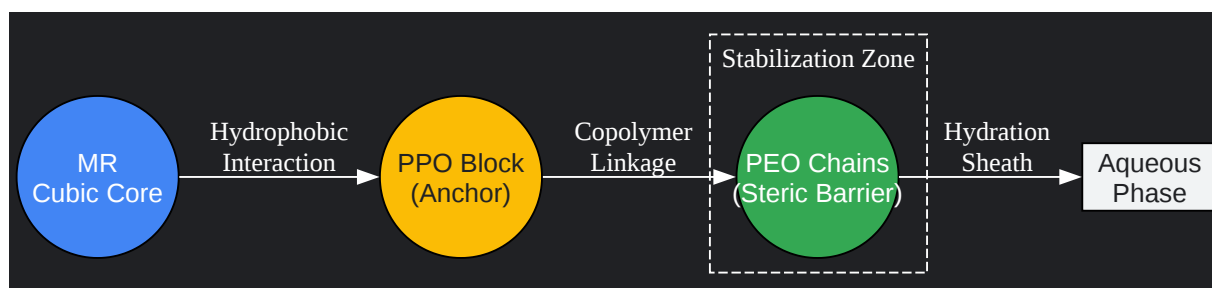 Stabilization Zone
MR
Cubic Core
Hydrophobic
Interaction
PPO Block
(Anchor)
Copolymer
Linkage
PEO Chains
(Steric Barrier)
Hydration
Sheath
Aqueous
Phase